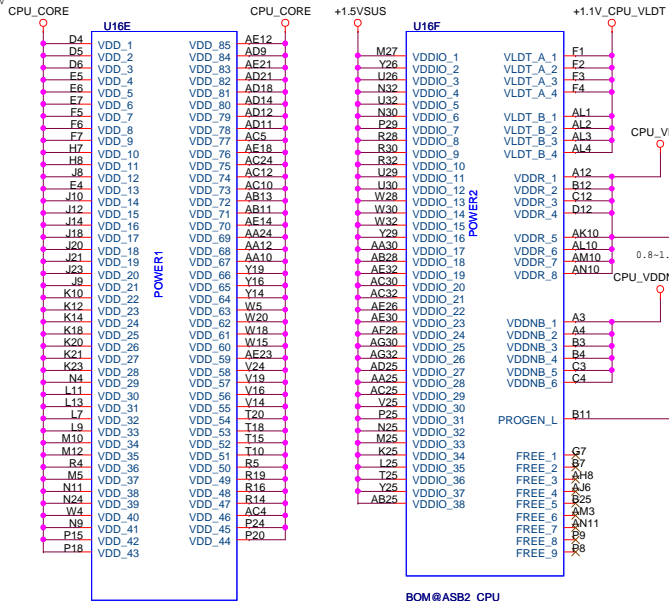 CPU_CORE CPU_CORE
U16E
D4 VDD_1 VDD_85 AE12
D5 VDD_2 VDD_84 AD9
D6 VDD_3 VDD_83 AE21
E5 VDD_4 VDD_82 AD21
E6 VDD_5 VDD_81 AD18
E7 VDD_6 VDD_80 AD14
F5 VDD_7 VDD_79 AD12
F6 VDD_8 VDD_78 AD11
F7 VDD_9 VDD_77 AC5
H7 VDD_10 VDD_76 AE18
H8 VDD_11 VDD_75 AC24
J8 VDD_12 VDD_74 AC12
E4 VDD_13 VDD_73 AC10
J10 VDD_14 VDD_72 AB13
J12 VDD_15 VDD_71 AB11
J14 VDD_16 VDD_70 AE14
J18 VDD_17 VDD_69 AA24
J20 VDD_18 VDD_68 AA12
J21 VDD_19 VDD_67 AA10
J23 VDD_20 VDD_66 Y19
J9 VDD_21 VDD_65 Y16
K10 VDD_22 VDD_64 Y14
K12 VDD_23 VDD_63 W5
K14 VDD_24 VDD_62 W20
K18 VDD_25 VDD_61 W18
K20 VDD_26 VDD_60 W15
K21 VDD_27 VDD_59 AE23
K23 VDD_28 VDD_58 V24
N4 VDD_29 VDD_57 V19
L11 VDD_30 VDD_56 V16
L13 VDD_31 VDD_55 V14
L7 VDD_32 VDD_54 T20
L9 VDD_33 VDD_53 T18
M10 VDD_34 VDD_52 T15
M12 VDD_35 VDD_51 T10
R4 VDD_36 VDD_50 R5
M5 VDD_37 VDD_49 R19
N11 VDD_38 VDD_48 R16
N24 VDD_39 VDD_47 R14
W4 VDD_40 VDD_46 AC4
N9 VDD_41 VDD_45 P24
P15 VDD_42 VDD_44 P20
P18 VDD_43
POWER1
+1.5VSUS +1.1V_CPU_VLDT
U16F
M27 VDDIO_1
Y26 VDDIO_2
U26 VDDIO_3
N32 VDDIO_4
U32 VDDIO_5
N30 VDDIO_6
P29 VDDIO_7
R28 VDDIO_8
R30 VDDIO_9
R32 VDDIO_10
U29 VDDIO_11
U30 VDDIO_12
W28 VDDIO_13
W30 VDDIO_14
W32 VDDIO_15
Y29 VDDIO_16
AA30 VDDIO_17
AB28 VDDIO_18
AE32 VDDIO_19
AC30 VDDIO_20
AC32 VDDIO_21
AE26 VDDIO_22
AE30 VDDIO_23
AF28 VDDIO_24
AG30 VDDIO_25
AG32 VDDIO_26
AD25 VDDIO_27
AA25 VDDIO_28
AC25 VDDIO_29
V25 VDDIO_30
P25 VDDIO_31
N25 VDDIO_32
M25 VDDIO_33
K25 VDDIO_34
L25 VDDIO_35
T25 VDDIO_36
Y25 VDDIO_37
AB25 VDDIO_38
POWER2
VLDT_A_1 F1
VLDT_A_2 F2
VLDT_A_3 F3
VLDT_A_4 F4
VLDT_B_1 AL1
VLDT_B_2 AL2
VLDT_B_3 AL3
VLDT_B_4 AL4
VDDR_1 A12
VDDR_2 B12
VDDR_3 C12
VDDR_4 D12
VDDR_5 AK10
VDDR_6 AL10
VDDR_7 AM10
VDDR_8 AN10
0.8~1.
CPU_VDDN
VDDNB_1 A3
VDDNB_2 A4
VDDNB_3 B3
VDDNB_4 B4
VDDNB_5 C3
VDDNB_6 C4
PROGEN_L B11
FREE_1 G7
FREE_2
FREE_3 AH8
FREE_4 AJ6
FREE_5 B25
FREE_6 AM3
FREE_7 AN11
FREE_8 P9
FREE_9 P8
BOM@ASB2_CPU